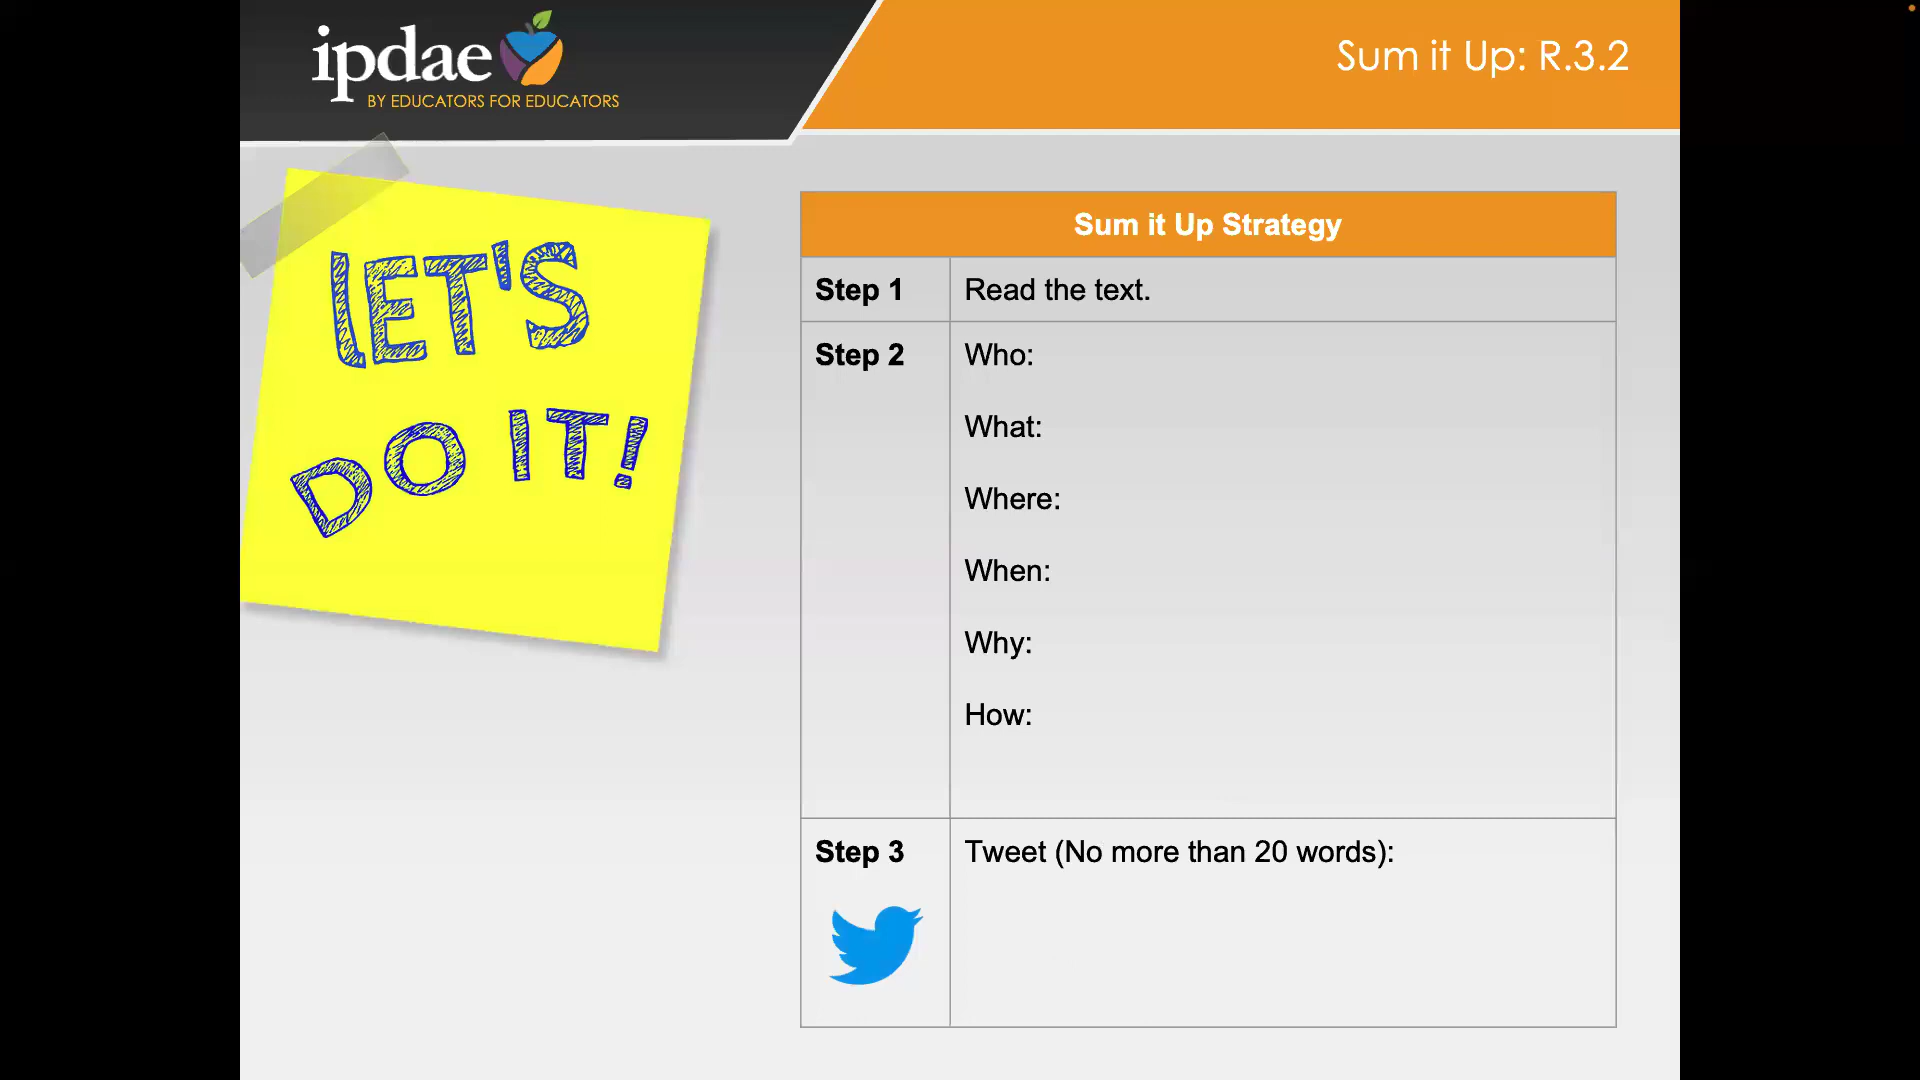 ipdae
BY EDUCATORS FOR EDUCATORS
Sum it Up: R.3.2
LET'S
DO IT!
Sum it Up Strategy
Step 1 Read the text.
Step 2 Who:
What:
Where:
When:
Why:
How:
Step 3 Tweet (No more than 20 words):